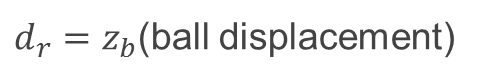 d_r = z_b(ball displacement)